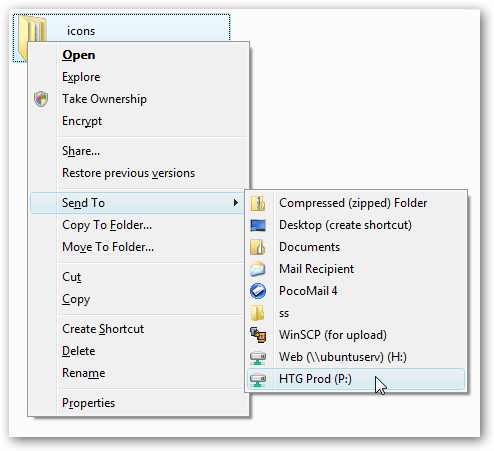 icons
Open
Explore
Take Ownership
Encrypt
Share...
Restore previous versions
Send To
Copy To Folder...
Move To Folder...
Cut
Copy
Create Shortcut
Delete
Rename
Properties
Compressed (zipped) Folder
Desktop (create shortcut)
Documents
Mail Recipient
PocoMail 4
ss
WinSCP (for upload)
Web (\\ubuntuserv) (H:)
HTG Prod (P:)